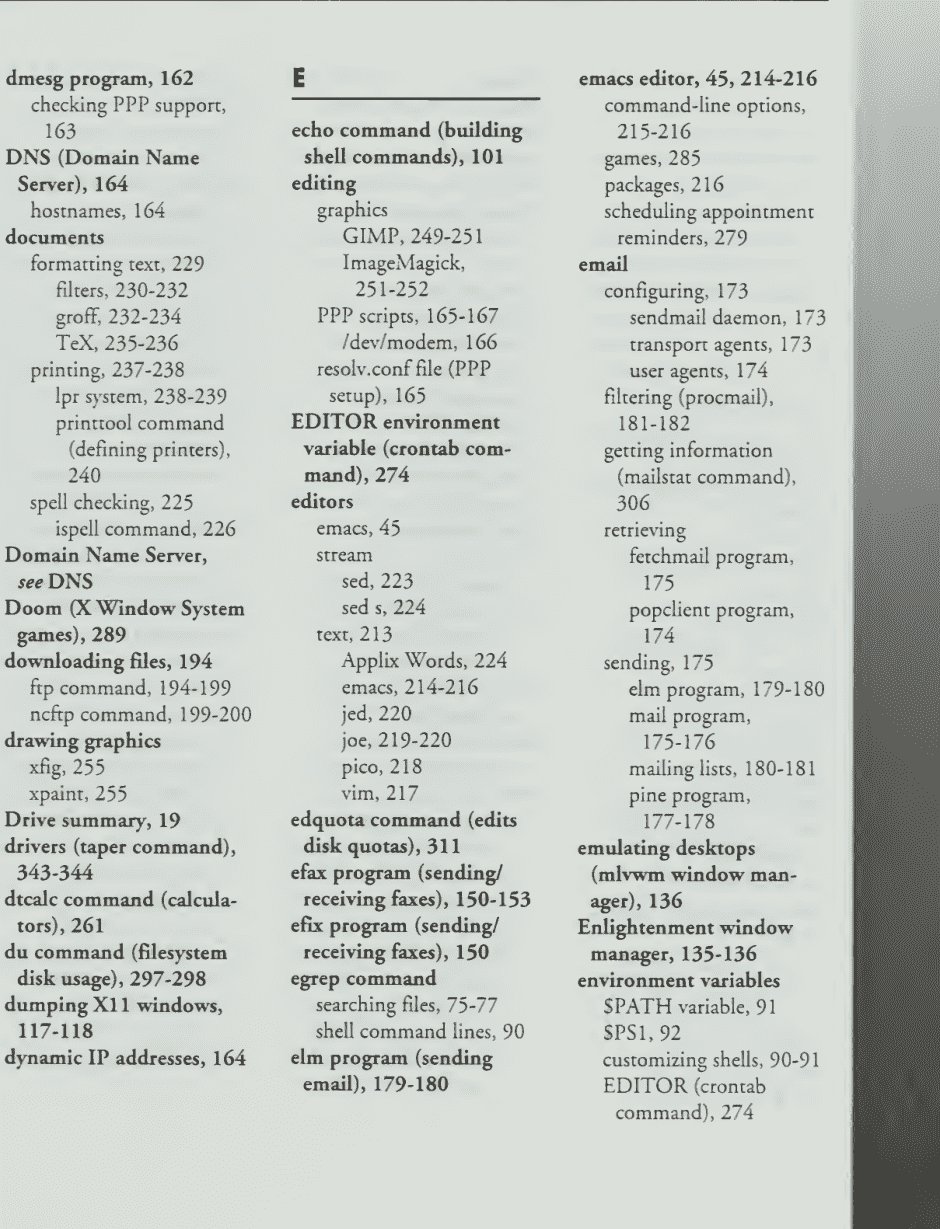 dmesg program, 162
checking PPP support,
163
DNS (Domain Name
Server), 164
hostnames, 164
documents
formatting text, 229
filters, 230-232
groff, 232-234
TeX, 235-236
printing, 237-238
lpr system, 238-239
printtool command
(defining printers),
240
spell checking, 225
ispell command, 226
Domain Name Server,
see DNS
Doom (X Window System
games), 289
downloading files, 194
ftp command, 194-199
ncftp command, 199-200
drawing graphics
xfig, 255
xpaint, 255
Drive summary, 19
drivers (taper command),
343-344
dtcalc command (calcula-
tors), 261
du command (filesystem
disk usage), 297-298
dumping X11 windows,
117-118
dynamic IP addresses, 164
E
echo command (building
shell commands), 101
editing
graphics
GIMP, 249-251
ImageMagick,
251-252
PPP scripts, 165-167
/dev/modem, 166
resolv.conf file (PPP
setup), 165
EDITOR environment
variable (crontab com-
mand), 274
editors
emacs, 45
stream
sed, 223
sed s, 224
text, 213
Applix Words, 224
emacs, 214-216
jed, 220
joe, 219-220
pico, 218
vim, 217
edquota command (edits
disk quotas), 311
efax program (sending/
receiving faxes), 150-153
efix program (sending/
receiving faxes), 150
egrep command
searching files, 75-77
shell command lines, 90
elm program (sending
email), 179-180
emacs editor, 45, 214-216
command-line options,
215-216
games, 285
packages, 216
scheduling appointment
reminders, 279
email
configuring, 173
sendmail daemon, 173
transport agents, 173
user agents, 174
filtering (procmail),
181-182
getting information
(mailstat command),
306
retrieving
fetchmail program,
175
popclient program,
174
sending, 175
elm program, 179-180
mail program,
175-176
mailing lists, 180-181
pine program,
177-178
emulating desktops
(mlvwm window man-
ager), 136
Enlightenment window
manager, 135-136
environment variables
$PATH variable, 91
$PS1, 92
customizing shells, 90-91
EDITOR (crontab
command), 274